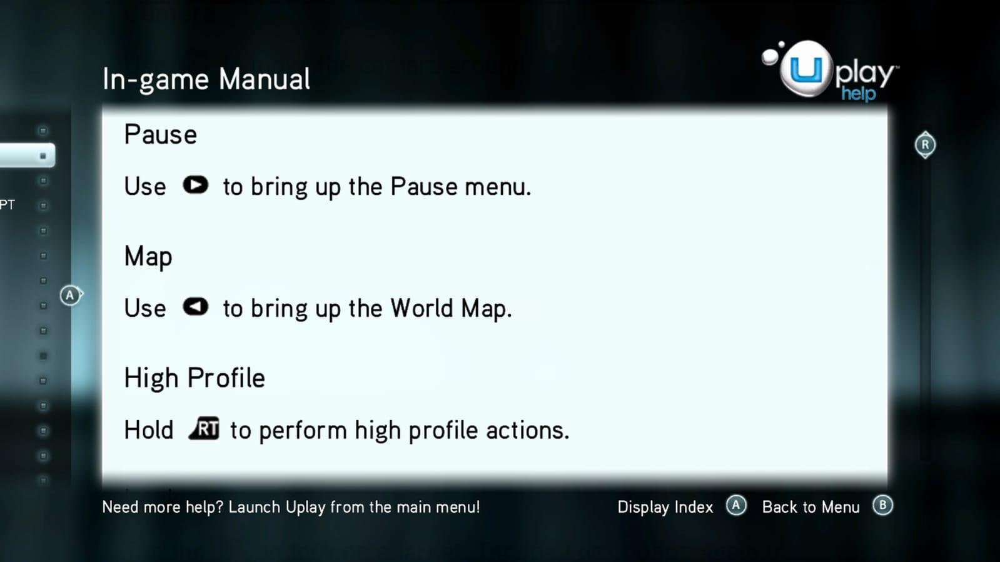 In-game Manual
Uplay™
help
Pause
Use to bring up the Pause menu.
PT
Map
A
Use to bring up the World Map.
High Profile
Hold RT to perform high profile actions.
R
Need more help? Launch Uplay from the main menu!
Display Index A Back to Menu B